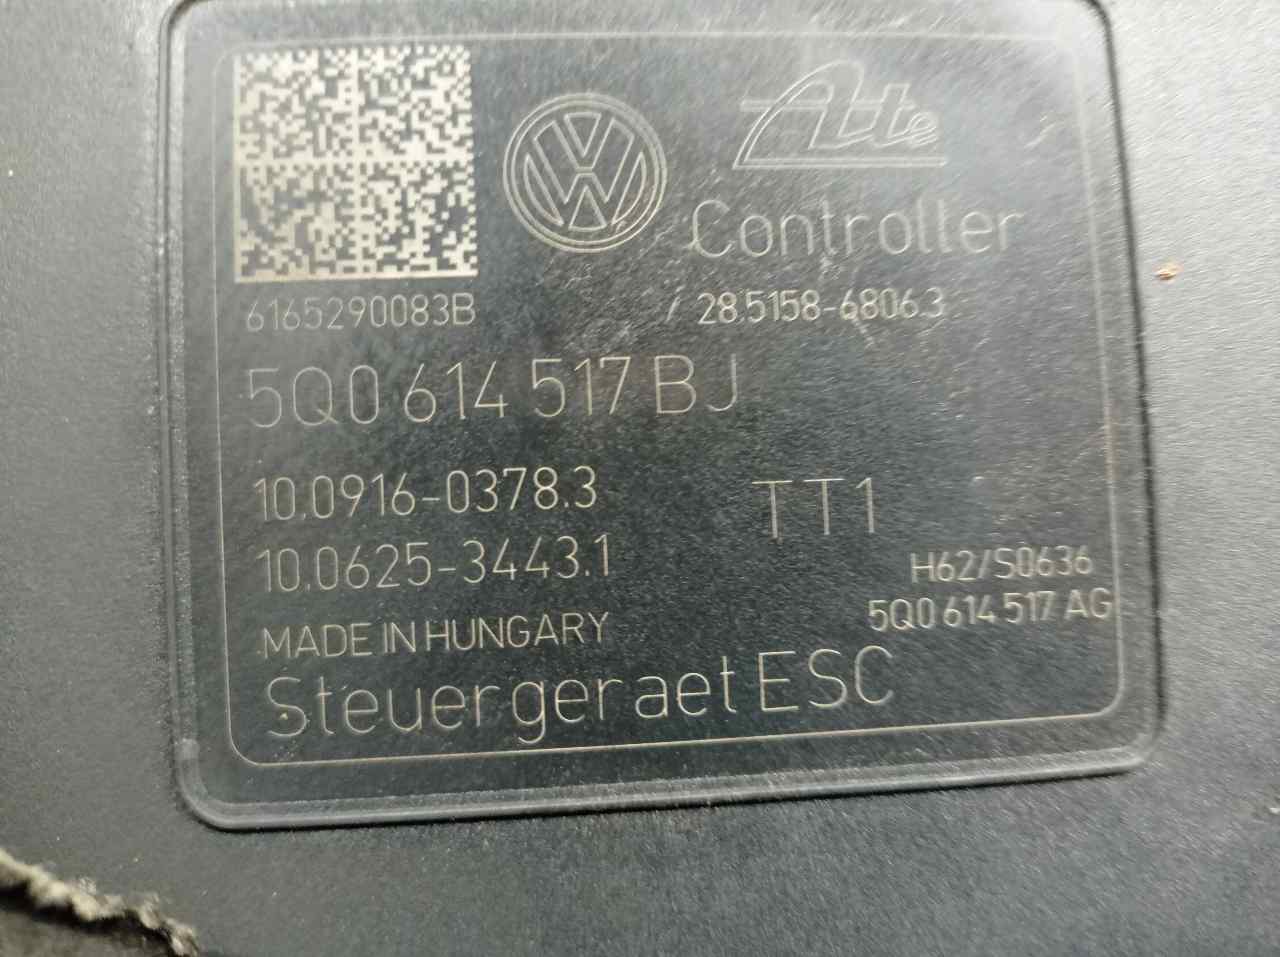 Ate
Controller
6165290083B
28.5158-6806.3
5Q0 614 517 BJ
10.0916-0378.3
TT1
10.0625-3443.1
H62/S0636
MADE IN HUNGARY
5Q0 614 517 AG
Steuergeraet ESC